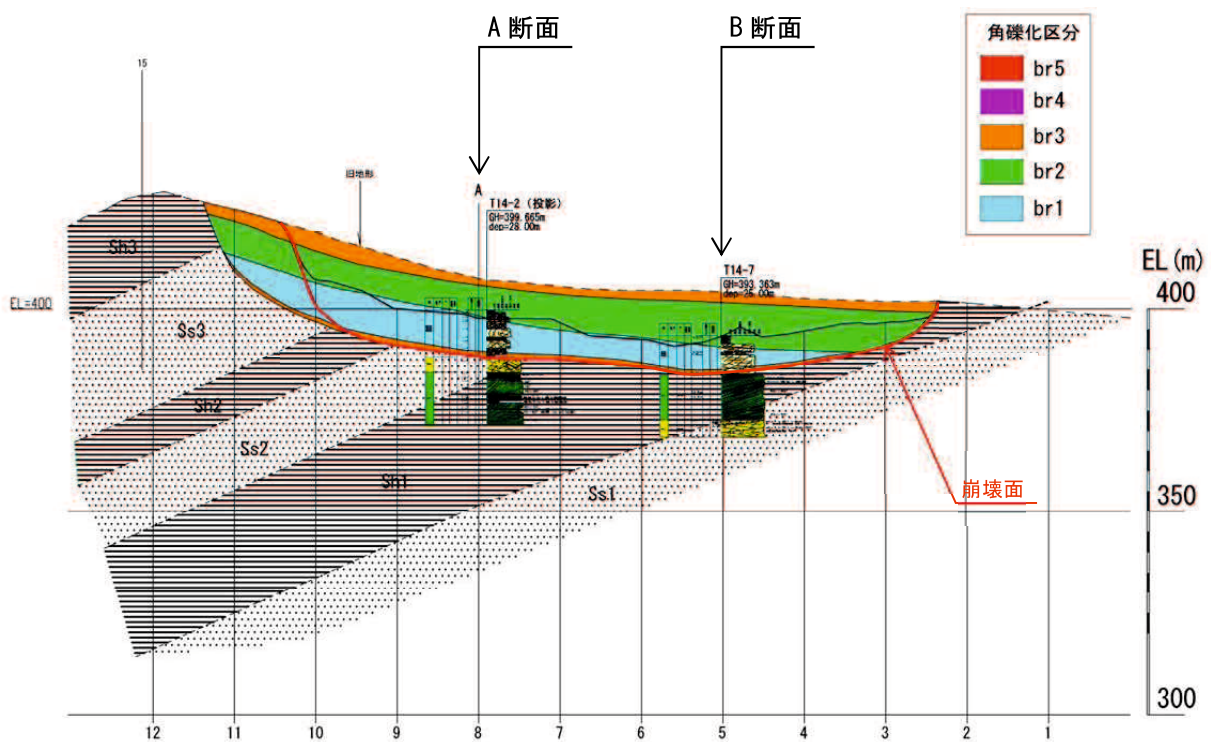 A 断面
B 断面
角礫化区分
br5
br4
br3
br2
br1
15
旧地形
A
T14-2（投影）
GH=399.665m
dep=28.00m
T14-7
GH=393.363m
dep=26.00m
EL(m)
400
EL=400
Sh3
Ss3
Sh2
Ss2
Sh1
Ss1
崩壊面
350
300
12 11 10 9 8 7 6 5 4 3 2 1